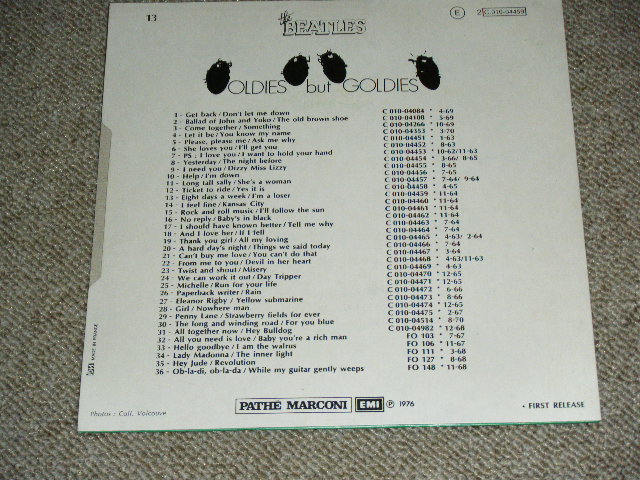 13
the BEATLES
E 2 C 010-04459
OLDIES but GOLDIES
1 - Get back / Don't let me down C 010-04084 * 4-69
2 - Ballad of John and Yoko / The old brown shoe C 010-04108 * 5-69
3 - Come together / Something C 010-04266 * 10-69
4 - Let it be / You know my name C 010-04353 * 3-70
5 - Please, please me / Ask me why C 010-04451 * 1-63
6 - She loves you / I'll get you C 010-04452 * 8-63
7 - PS. I love you / I want to hold your hand C 010-04453 * 10-62/11-63
8 - Yesterday / The night before C 010-04454 * 3-66/ 8-65
9 - I need you / Dizzy Miss Lizzy C 010-04455 * 8-65
10 - Help / I'm down C 010-04456 * 7-65
11 - Long tall sally / She's a woman C 010-04457 * 7-64/ 9-64
12 - Ticket to ride / Yes it is C 010-04458 * 4-65
13 - Eight days a week / I'm a loser C 010-04459 * 11-64
14 - I feel fine / Kansas City C 010-04460 * 11-64
15 - Rock and roll music / I'll follow the sun C 010-04461 * 11-64
16 - No reply / Baby's in black C 010-04462 * 11-64
17 - I should have known better / Tell me why C 010-04463 * 7-64
18 - And I love her / If I fell C 010-04464 * 7-64
19 - Thank you girl / All my loving C 010-04465 * 4-63/ 2-64
20 - A hard day's night / Things we said today C 010-04466 * 7-64
21 - Can't buy me love / You can't do that C 010-04467 * 3-64
22 - From me to you / Devil in her heart C 010-04468 * 4-63/11-63
23 - Twist and shout / Misery C 010-04469 * 4-63
24 - We can work it out / Day Tripper C 010-04470 * 12-65
25 - Michelle / Run for your life C 010-04471 * 12-65
26 - Paperback writer / Rain C 010-04472 * 6-66
27 - Eleanor Rigby / Yellow submarine C 010-04473 * 8-66
28 - Girl / Nowhere man C 010-04474 * 12-65
29 - Penny Lane / Strawberry fields for ever C 010-04475 * 2-67
30 - The long and winding road / For you blue C 010-04514 * 8-70
31 - All together now / Hey Bulldog C 010-04982 * 12-68
32 - All you need is love / Baby you're a rich man FO 103 * 7-67
33 - Hello goodbye / I am the walrus FO 106 * 11-67
34 - Lady Madonna / The inner light FO 111 * 3-68
35 - Hey Jude / Revolution FO 127 * 8-68
36 - Ob-la-di, ob-la-da / While my guitar gently weeps FO 148 * 11-68
MADE IN FRANCE
PATHE MARCONI EMI ℗ 1976
* FIRST RELEASE
Photos : Coll. Valcouve